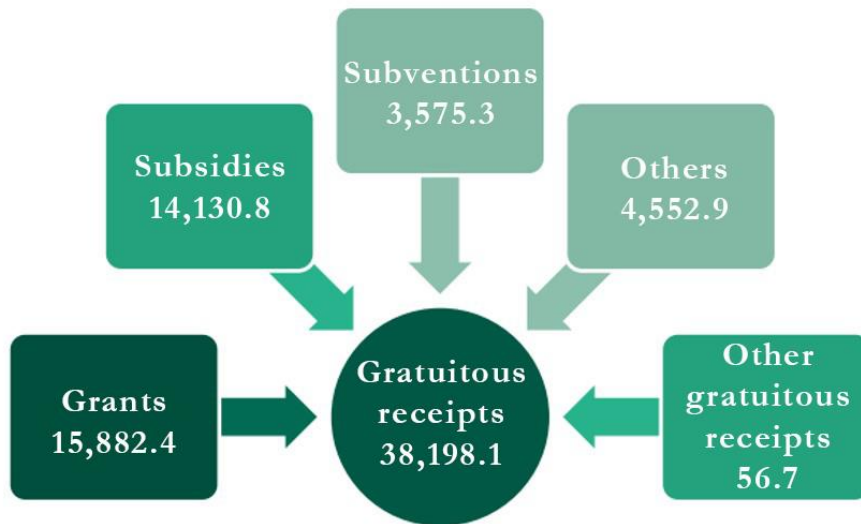 Subventions
3,575.3
Subsidies
14,130.8
Others
4,552.9
Grants
15,882.4
Gratuitous
receipts
38,198.1
Other
gratuitous
receipts
56.7